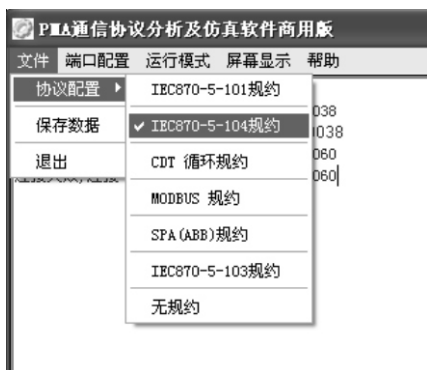 PMA通信协议分析及仿真软件商用版
文件 端口配置 运行模式 屏幕显示 帮助
协议配置
保存数据
退出
IEC870-5-101规约
✓ IEC870-5-104规约
CDT 循环规约
MODBUS 规约
SPA(ABB)规约
IEC870-5-103规约
无规约
038
038
060
060